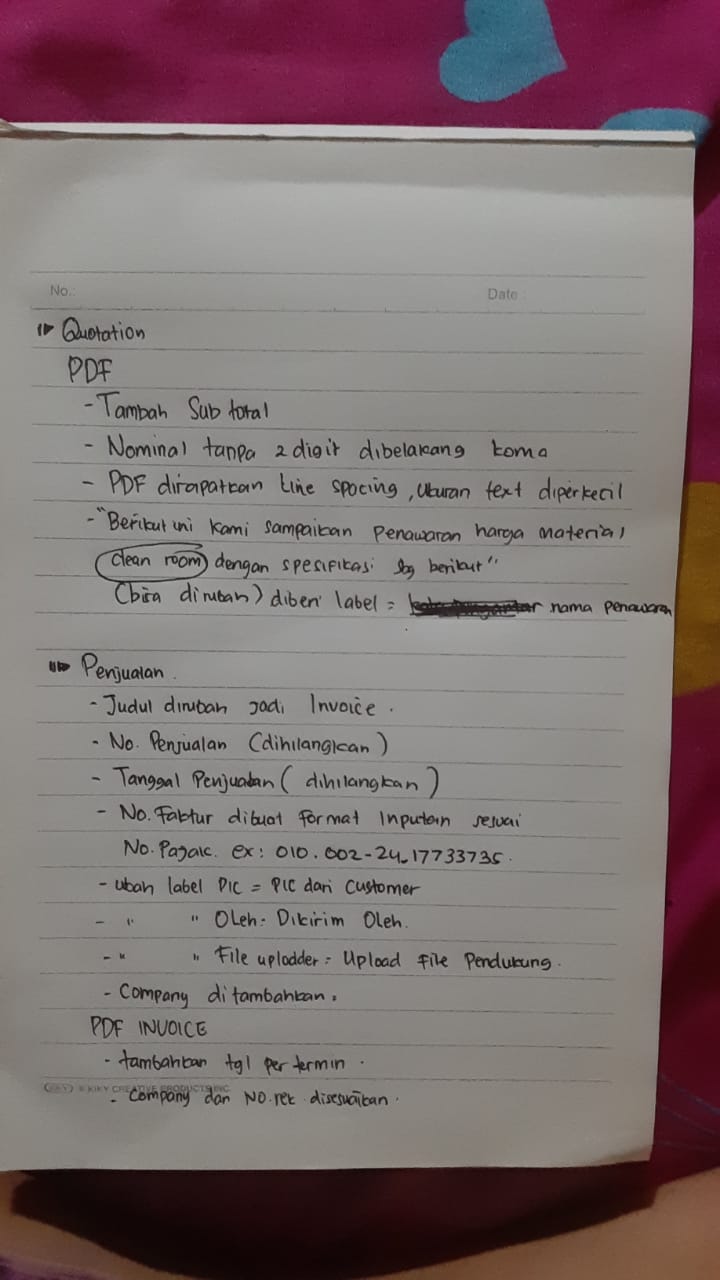 No.: Date :
Quotation
PDF
- Tambah Sub total
- Nominal tanpa 2 digit dibelakang koma
- PDF dirapatkan Line spacing, Ukuran text diperkecil
- "Berikut ini kami sampaikan penawaran harga material
clean room dengan spesifikasi sbg berikut"
(bisa dirubah) diberi label = nama penawaran
Penjualan.
- Judul dirubah jadi Invoice.
- No. Penjualan (dihilangkan)
- Tanggal Penjualan (dihilangkan)
- No. Faktur dibuat format Inputan sesuai
No. Pajak. ex: 010.002-24.17733735.
- ubah label PIC = PIC dari Customer
- " " OLeh = Dikirim Oleh.
- " " File uplodder = Upload File Pendukung.
- Company ditambahkan.
PDF INVOICE
- tambahkan tgl per termin.
KIKY CREATIVE PRODUCTS INC.
- Company dan NO.rek disesuaikan.